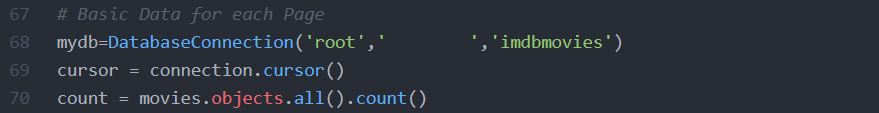 67 # Basic Data for each Page
68 mydb=DatabaseConnection('root','        ','imdbmovies')
69 cursor = connection.cursor()
70 count = movies.objects.all().count()